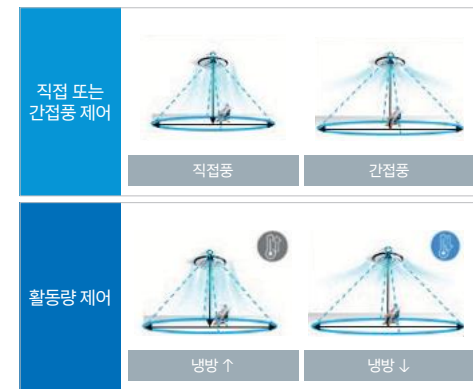 직접 또는
간접풍 제어
직접풍
간접풍
활동량 제어
냉방 ↑
냉방 ↓